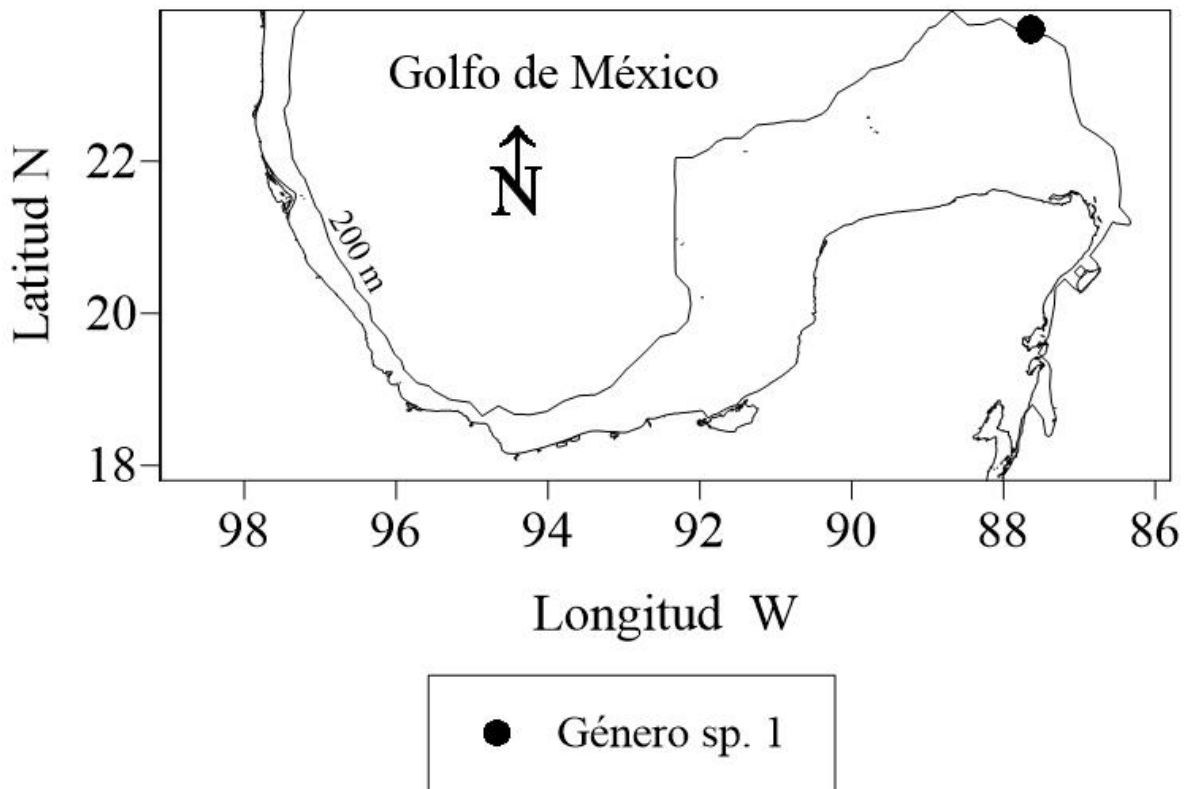 Golfo de México
N
200 m
Latitud N
22
20
18
98 96 94 92 90 88 86
Longitud W
Género sp. 1